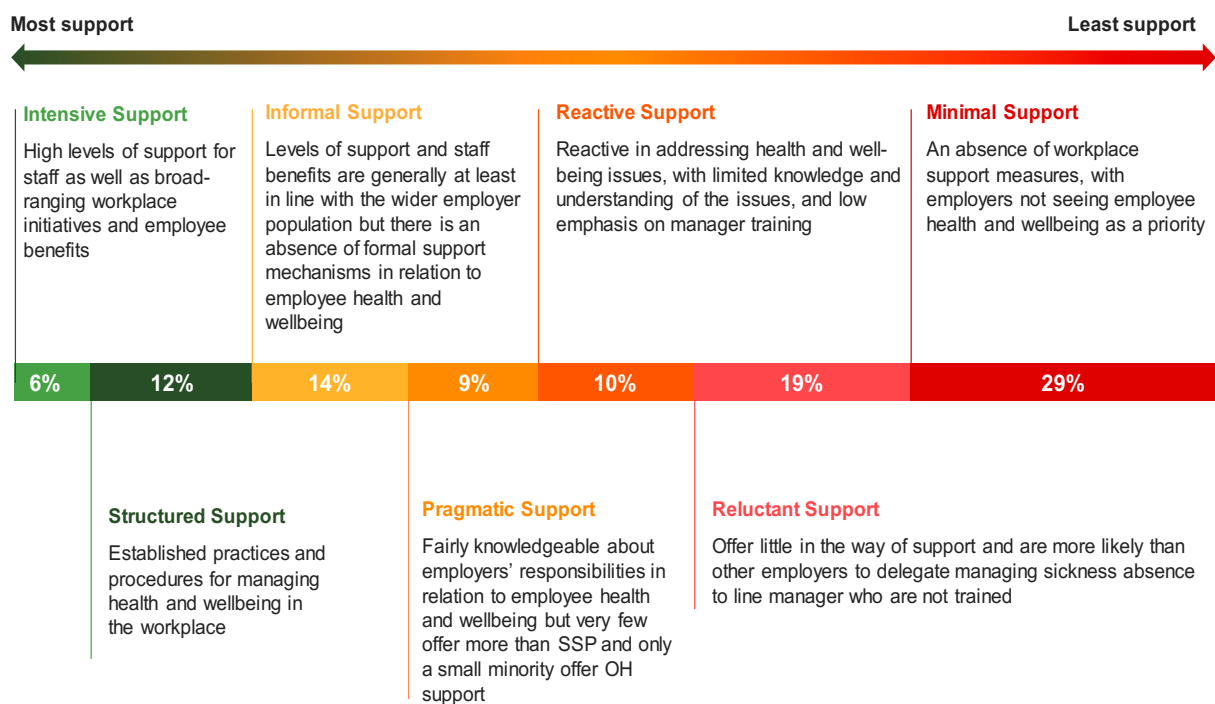 Most support
Least support
Intensive Support
High levels of support for
staff as well as broad-
ranging workplace
initiatives and employee
benefits
Informal Support
Levels of support and staff
benefits are generally at least
in line with the wider employer
population but there is an
absence of formal support
mechanisms in relation to
employee health and
wellbeing
Reactive Support
Reactive in addressing health and well-
being issues, with limited knowledge and
understanding of the issues, and low
emphasis on manager training
Minimal Support
An absence of workplace
support measures, with
employers not seeing employee
health and wellbeing as a priority
6%
12%
14%
9%
10%
19%
29%
Structured Support
Established practices and
procedures for managing
health and wellbeing in
the workplace
Pragmatic Support
Fairly knowledgeable about
employers’ responsibilities in
relation to employee health
and wellbeing but very few
offer more than SSP and only
a small minority offer OH
support
Reluctant Support
Offer little in the way of support and are more likely than
other employers to delegate managing sickness absence
to line manager who are not trained